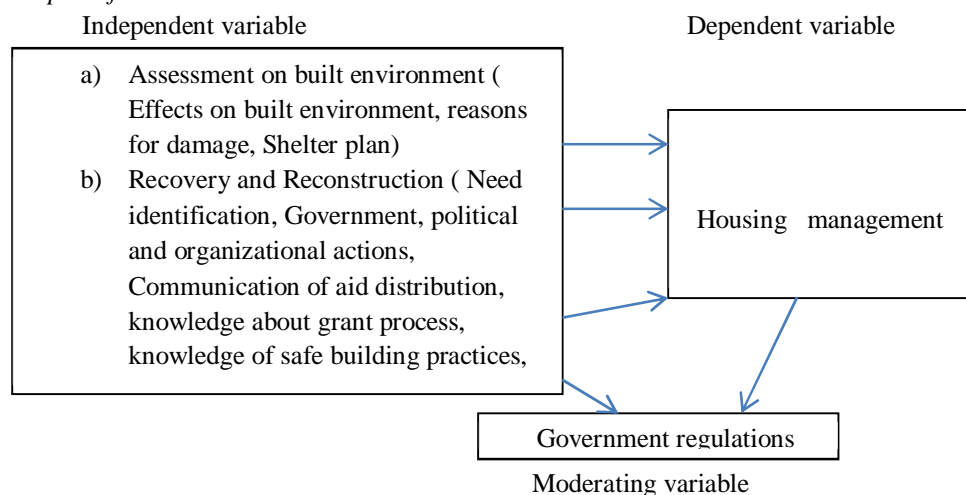 Independent variable
Dependent variable
a) Assessment on built environment (
Effects on built environment, reasons
for damage, Shelter plan)
b) Recovery and Reconstruction ( Need
identification, Government, political
and organizational actions,
Communication of aid distribution,
knowledge about grant process,
knowledge of safe building practices,
Housing management
Government regulations
Moderating variable